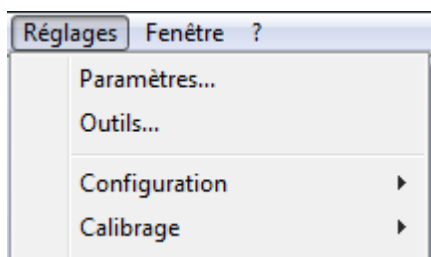 Réglages Fenêtre ?
Paramètres...
Outils...
Configuration
Calibrage